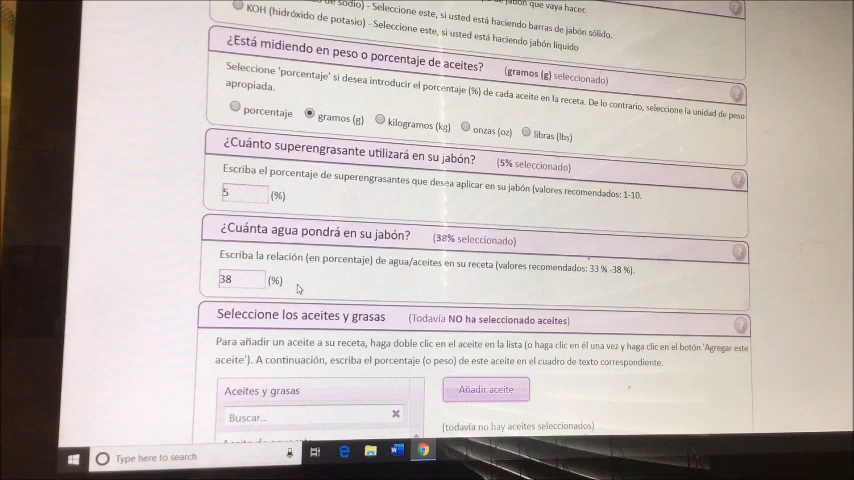 de sodio) - Seleccione este, si usted está haciendo barras de jabón sólido.
jabón que vaya hacer.
KOH (hidróxido de potasio) - Seleccione este, si usted está haciendo jabón liquido
¿Está midiendo en peso o porcentaje de aceites? (gramos (g) seleccionado)
Seleccione 'porcentaje' si desea introducir el porcentaje (%) de cada aceite en la receta. De lo contrario, seleccione la unidad de peso
apropiada.
porcentaje gramos (g) kilogramos (kg) onzas (oz) libras (lbs)
¿Cuánto superengrasante utilizará en su jabón? (5% seleccionado)
Escriba el porcentaje de superengrasantes que desea aplicar en su jabón (valores recomendados: 1-10.
5 (%)
¿Cuánta agua pondrá en su jabón? (38% seleccionado)
Escriba la relación (en porcentaje) de agua/aceites en su receta (valores recomendados: 33 % -38 %).
38 (%)
Seleccione los aceites y grasas (Todavía NO ha seleccionado aceites)
Para añadir un aceite a su receta, haga doble clic en el aceite en la lista (o haga clic en él una vez y haga clic en el botón 'Agregar este
aceite'). A continuación, escriba el porcentaje (o peso) de este aceite en el cuadro de texto correspondiente.
Aceites y grasas
Añadir aceite
Buscar...
(todavía no hay aceites seleccionados)
Type here to search